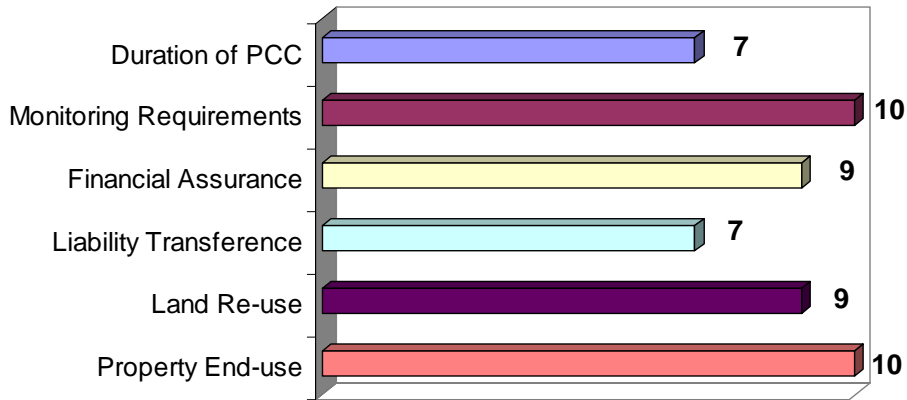 Duration of PCC 7
Monitoring Requirements 10
Financial Assurance 9
Liability Transference 7
Land Re-use 9
Property End-use 10